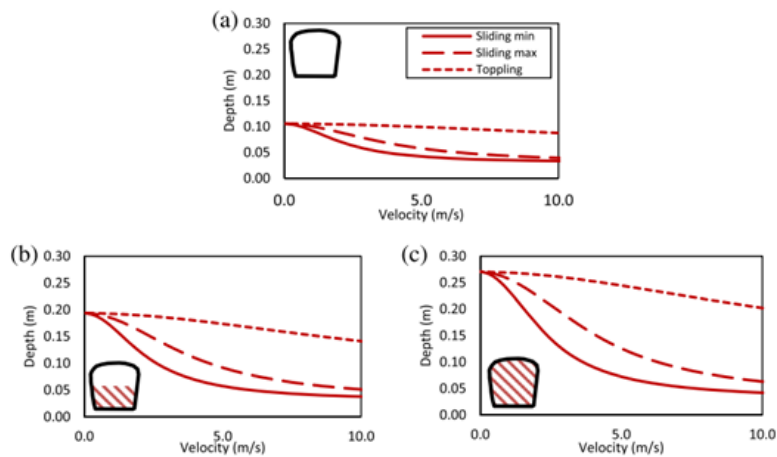 (a)
0.30
0.25
0.20
0.15
0.10
0.05
0.00
Depth (m)
Sliding min
Sliding max
Toppling
0.0 5.0 10.0
Velocity (m/s)
(b)
0.30
0.25
0.20
0.15
0.10
0.05
0.00
Depth (m)
0.0 5.0 10.0
Velocity (m/s)
(c)
0.30
0.25
0.20
0.15
0.10
0.05
0.00
Depth (m)
0.0 5.0 10.0
Velocity (m/s)